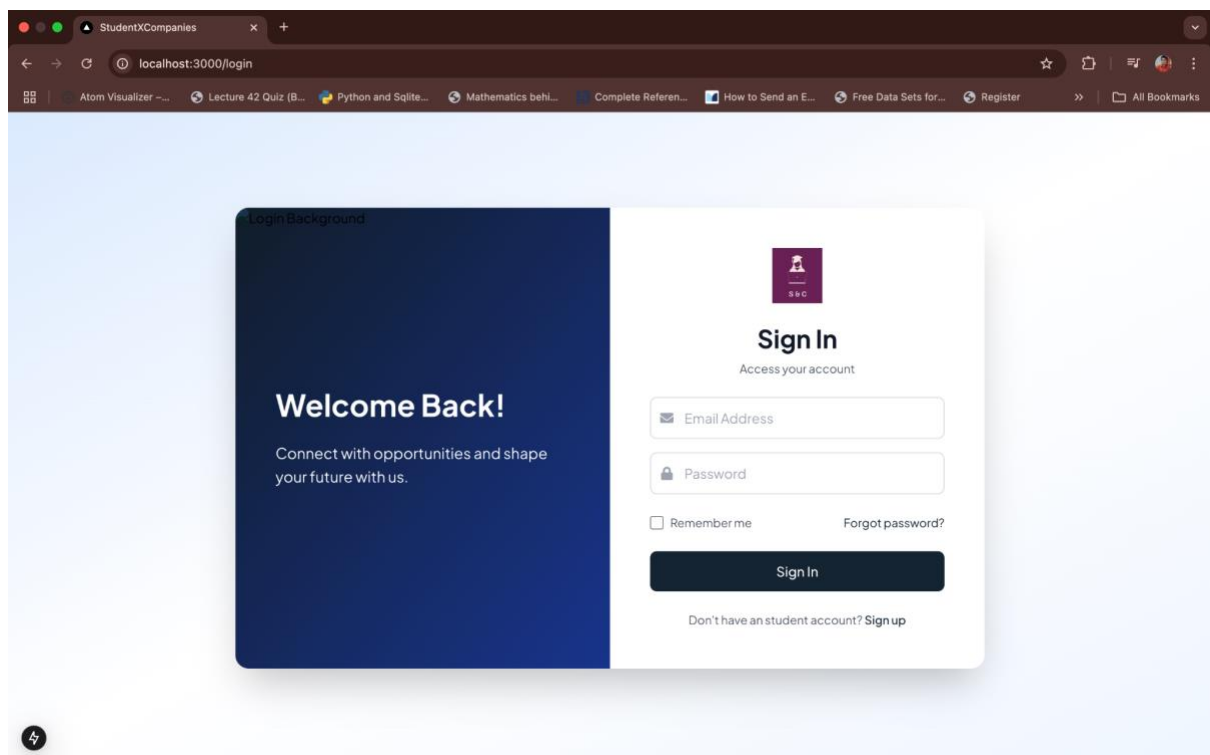 StudentXCompanies
localhost:3000/login
Atom Visualizer –...
Lecture 42 Quiz (B...
Python and Sqlite...
Mathematics behi...
Complete Referen...
How to Send an E...
Free Data Sets for...
Register
»
All Bookmarks
Login Background
Welcome Back!
Connect with opportunities and shape
your future with us.
S&C
Sign In
Access your account
Email Address
Password
Remember me
Forgot password?
Sign In
Don't have an student account? Sign up